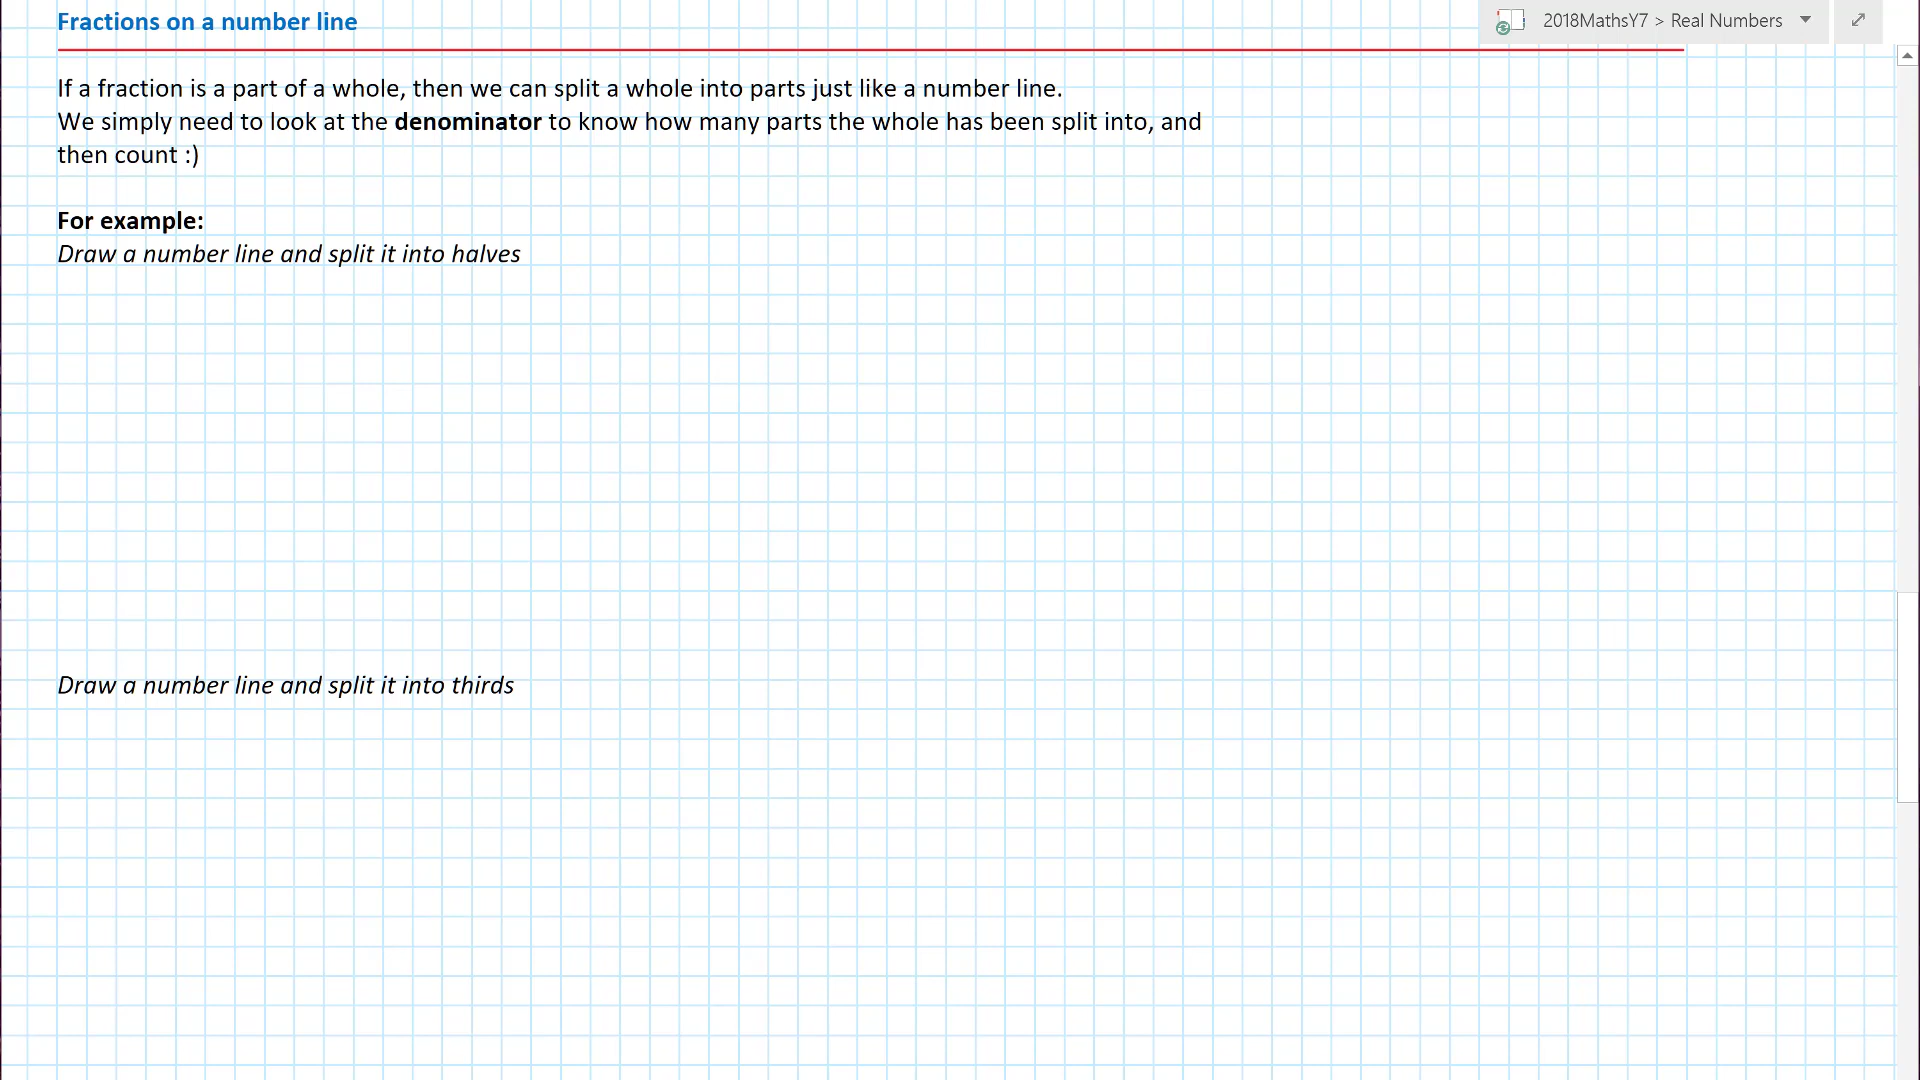 Fractions on a number line
2018MathsY7 > Real Numbers
If a fraction is a part of a whole, then we can split a whole into parts just like a number line.
We simply need to look at the denominator to know how many parts the whole has been split into, and
then count :)
For example:
Draw a number line and split it into halves
Draw a number line and split it into thirds